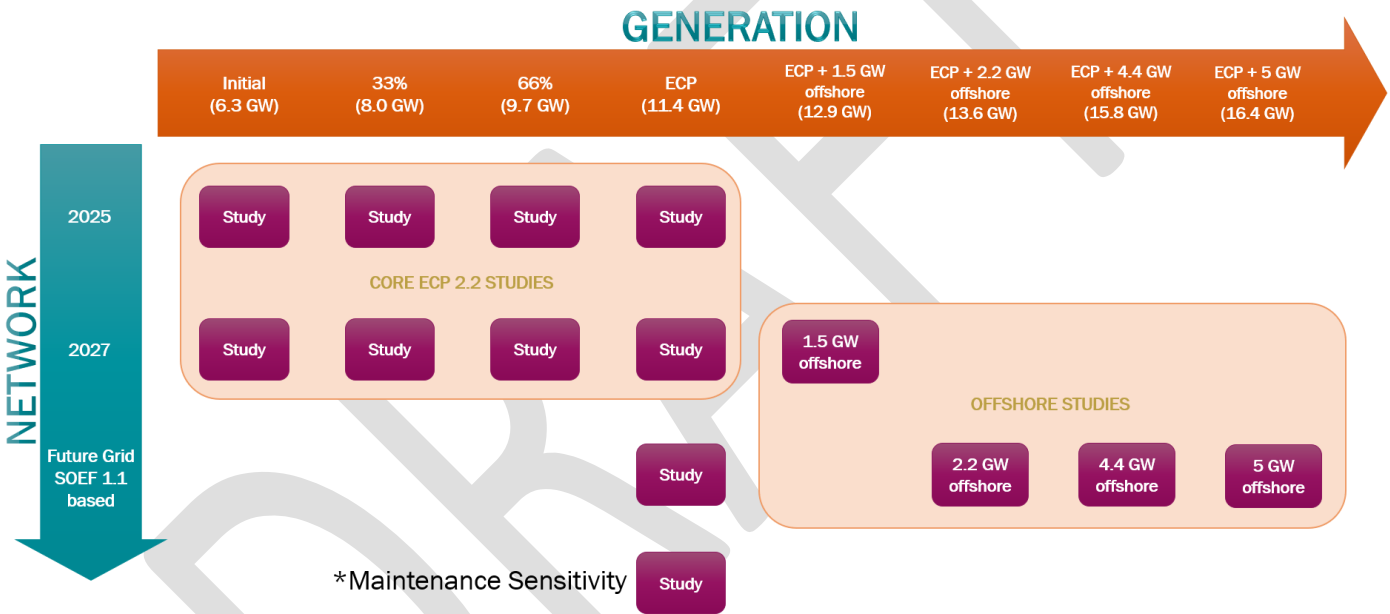 GENERATION
Initial
(6.3 GW)
33%
(8.0 GW)
66%
(9.7 GW)
ECP
(11.4 GW)
ECP + 1.5 GW
offshore
(12.9 GW)
ECP + 2.2 GW
offshore
(13.6 GW)
ECP + 4.4 GW
offshore
(15.8 GW)
ECP + 5 GW
offshore
(16.4 GW)
NETWORK
2025
Study
Study
Study
Study
CORE ECP 2.2 STUDIES
2027
Study
Study
Study
Study
1.5 GW
offshore
OFFSHORE STUDIES
Future Grid
SOEF 1.1
based
Study
2.2 GW
offshore
4.4 GW
offshore
5 GW
offshore
*Maintenance Sensitivity
Study
DRAFT